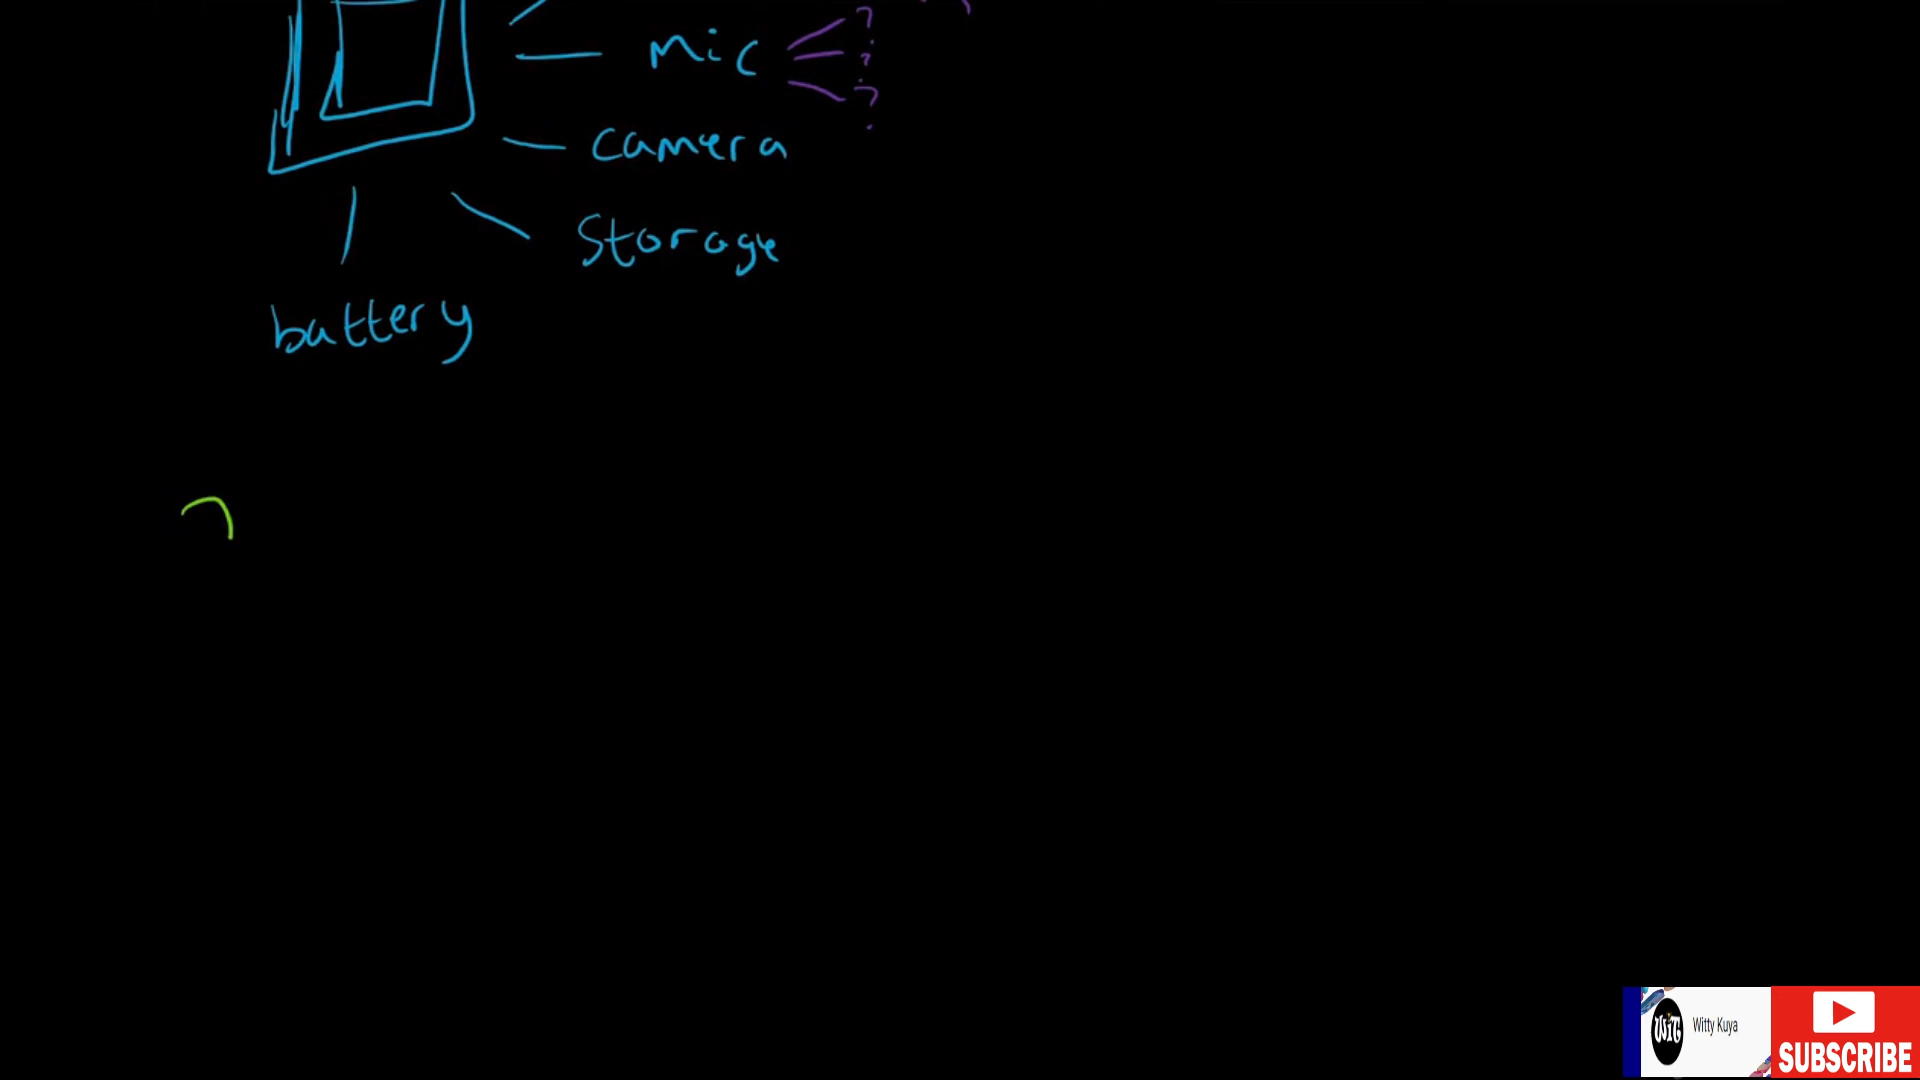 ?
mic
?
?
camera
Storage
battery
Witty Kuya
SUBSCRIBE